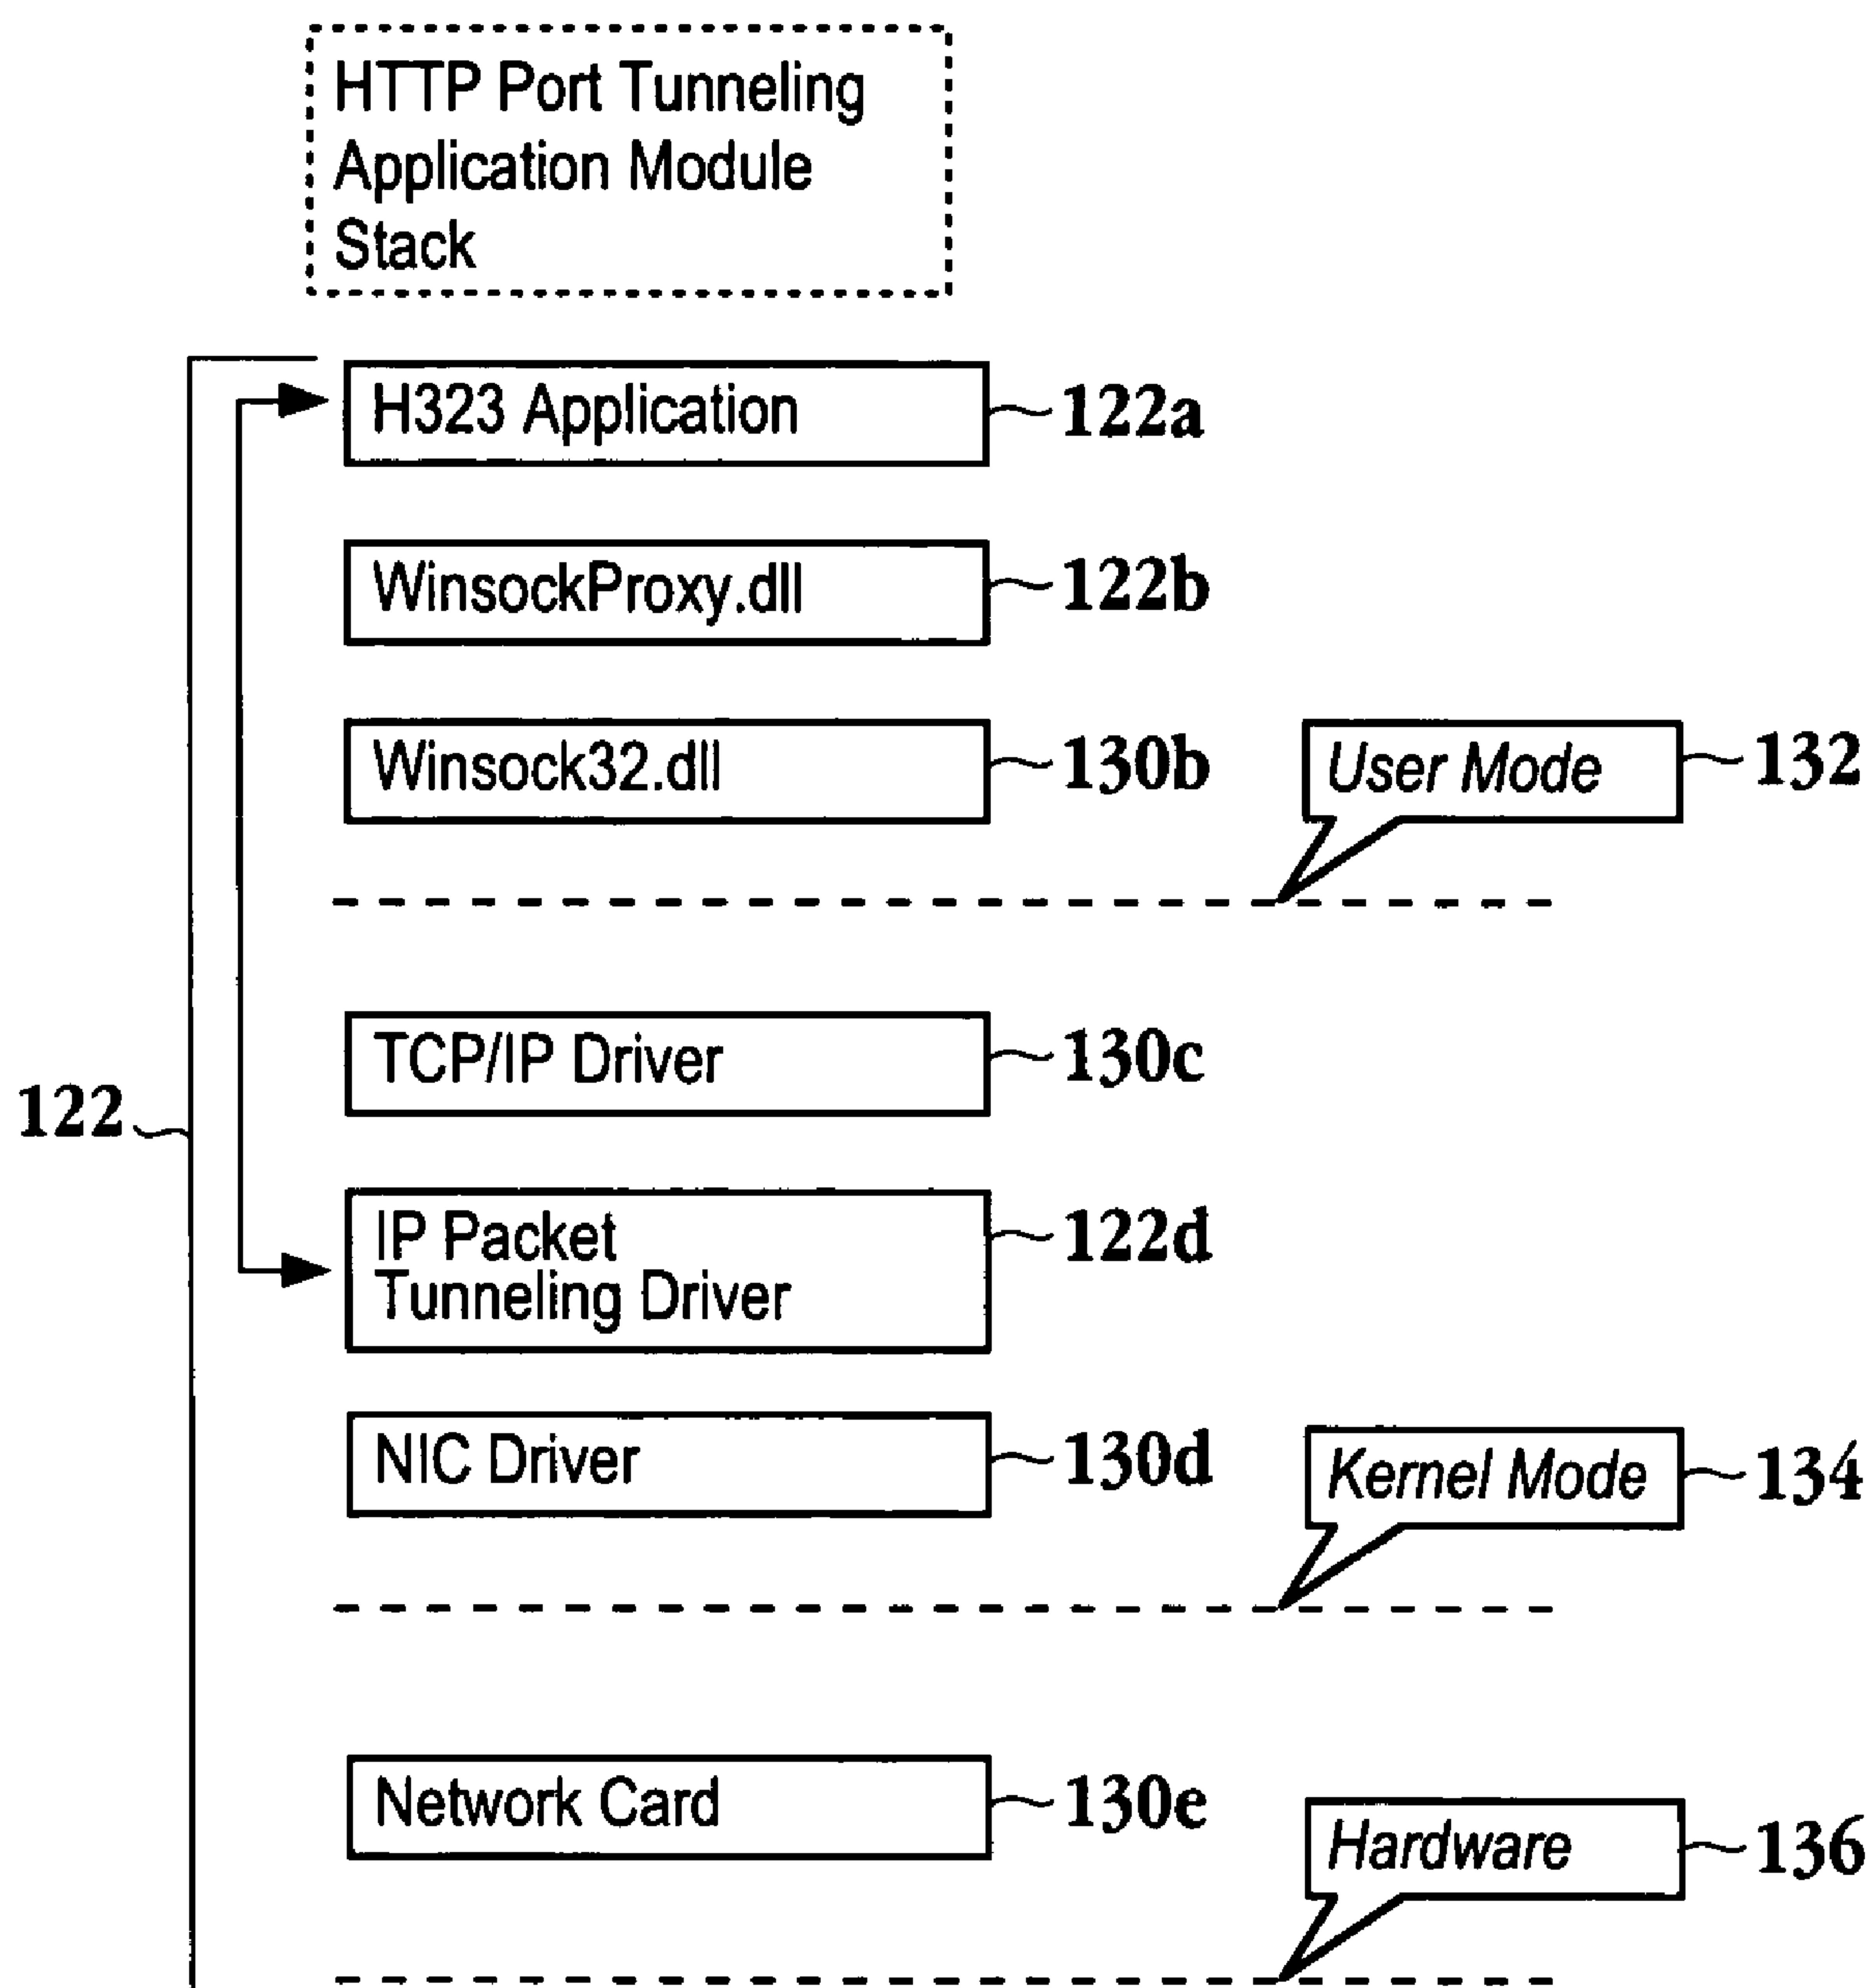 HTTP Port Tunneling
Application Module
Stack
H323 Application
122a
WinsockProxy.dll
122b
Winsock32.dll
130b
User Mode
132
TCP/IP Driver
130c
122
IP Packet
Tunneling Driver
122d
NIC Driver
130d
Kernel Mode
134
Network Card
130e
Hardware
136